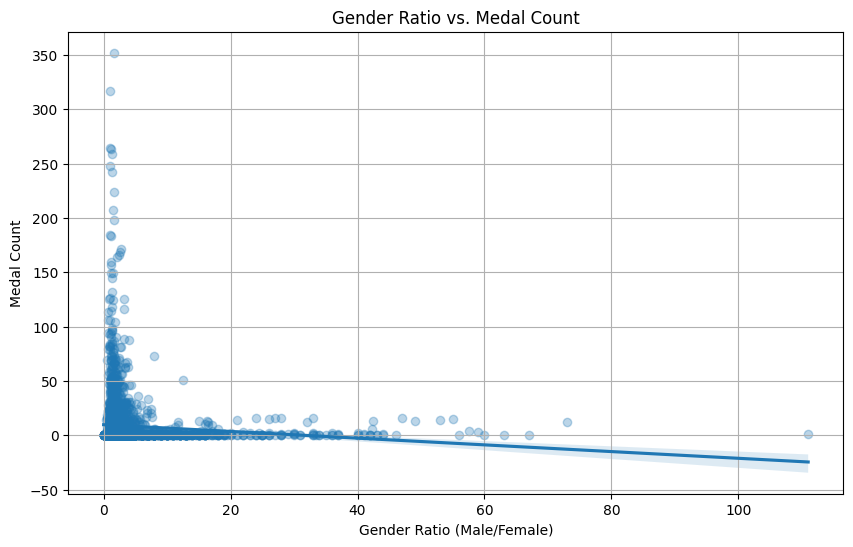 Gender Ratio vs. Medal Count
350
300
250
200
150
100
50
0
−50
Medal Count
0 20 40 60 80 100
Gender Ratio (Male/Female)